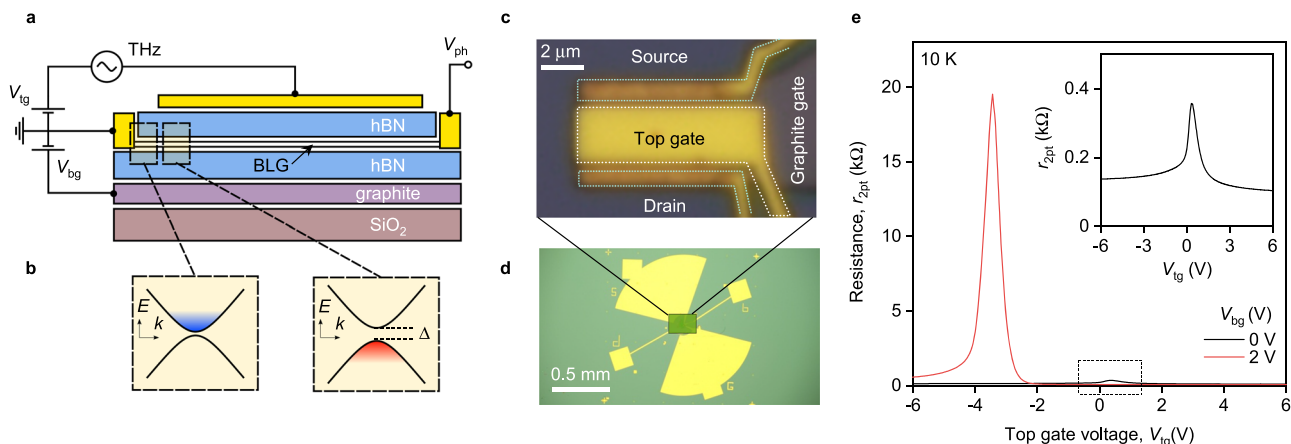 a
THz
V_ph
V_tg
V_bg
hBN
BLG
hBN
graphite
SiO₂
b
E
k
E
k
Δ
c
2 μm
Source
Top gate
Graphite gate
Drain
d
s
b
d
G
0.5 mm
e
10 K
Resistance, r_2pt (kΩ)
20
15
10
5
0
-6
-4
-2
0
2
4
6
Top gate voltage, V_tg(V)
r_2pt (kΩ)
0.4
0.2
0
-6
-3
0
3
6
V_tg (V)
V_bg (V)
0 V
2 V